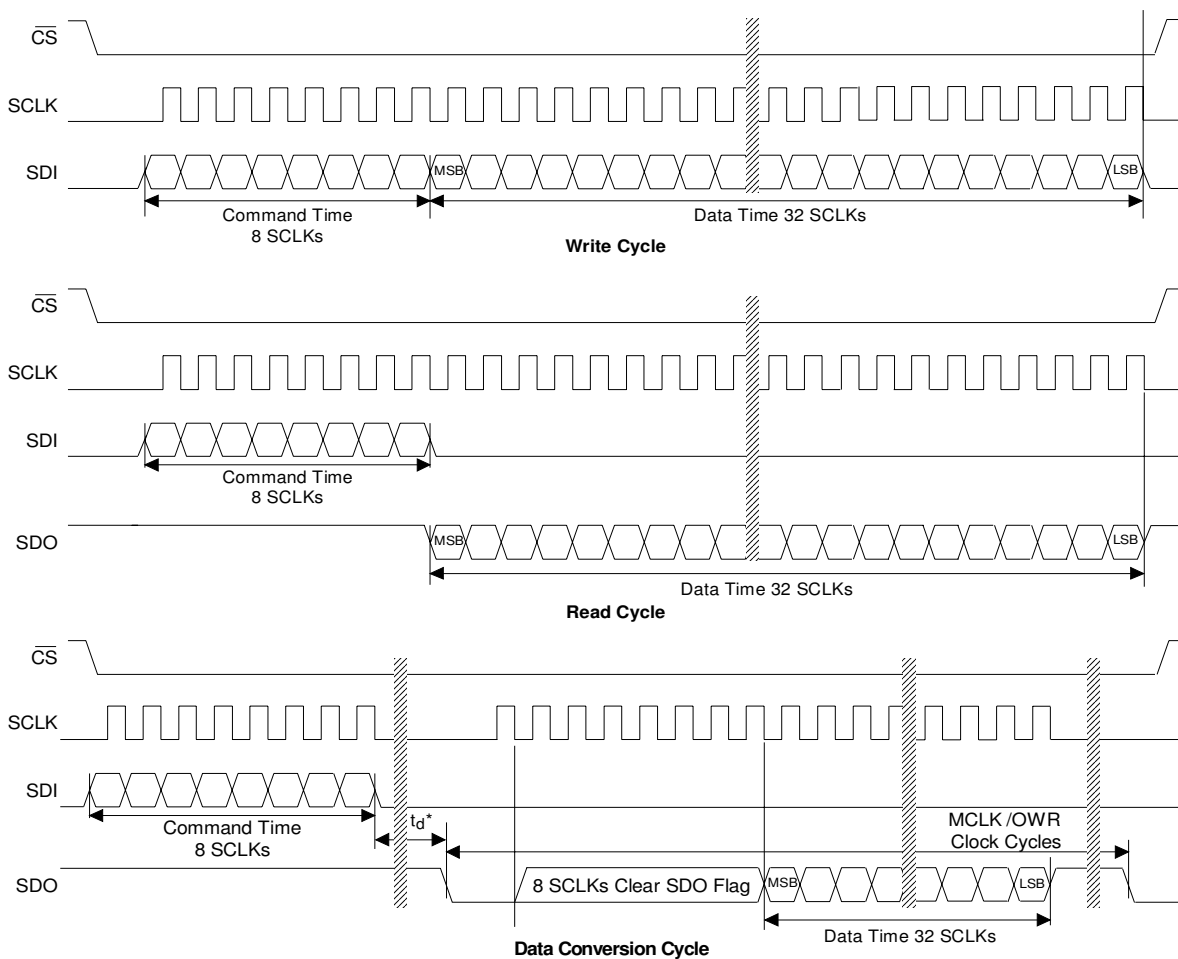 CS
SCLK
SDI
MSB
LSB
Command Time
8 SCLKs
Data Time 32 SCLKs
Write Cycle
CS
SCLK
SDI
Command Time
8 SCLKs
SDO
MSB
LSB
Data Time 32 SCLKs
Read Cycle
CS
SCLK
SDI
Command Time
8 SCLKs
td*
MCLK /OWR
Clock Cycles
SDO
8 SCLKs Clear SDO Flag
MSB
LSB
Data Time 32 SCLKs
Data Conversion Cycle